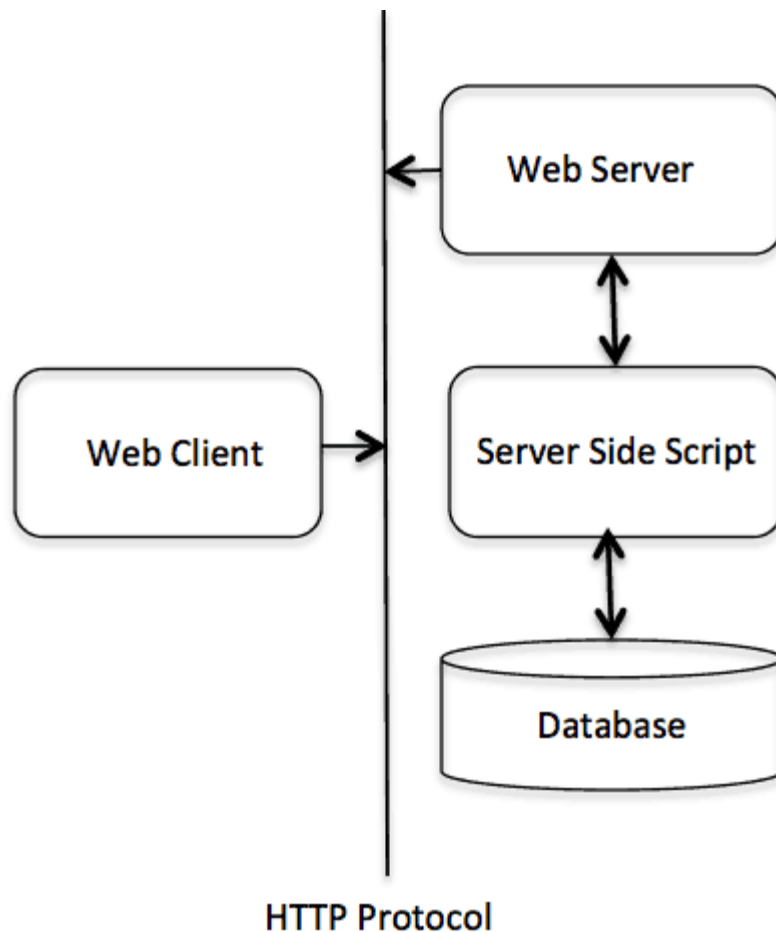 Web Server
Web Client
Server Side Script
Database
HTTP Protocol